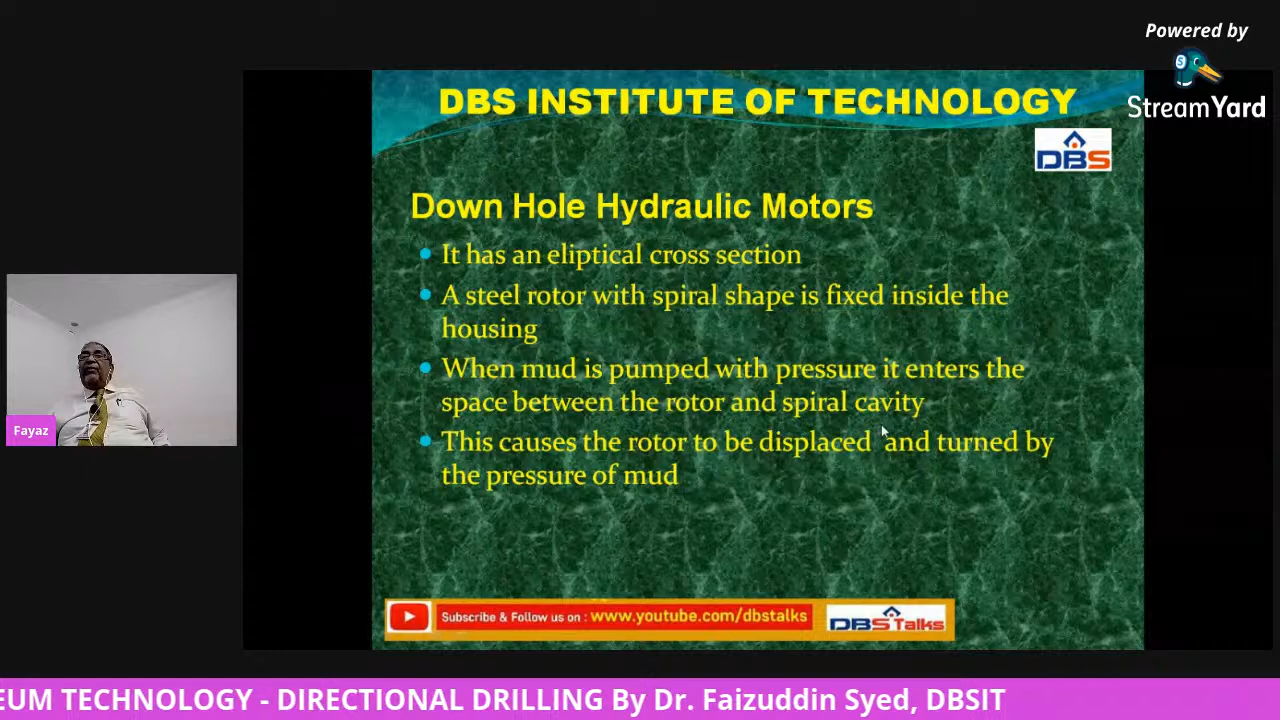 Powered by
StreamYard
DBS INSTITUTE OF TECHNOLOGY
DBS
Down Hole Hydraulic Motors
It has an eliptical cross section
A steel rotor with spiral shape is fixed inside the
housing
When mud is pumped with pressure it enters the
space between the rotor and spiral cavity
This causes the rotor to be displaced and turned by
the pressure of mud
Fayaz
Subscribe & Follow us on : www.youtube.com/dbstalks
DBS Talks
EUM TECHNOLOGY - DIRECTIONAL DRILLING By Dr. Faizuddin Syed, DBSIT